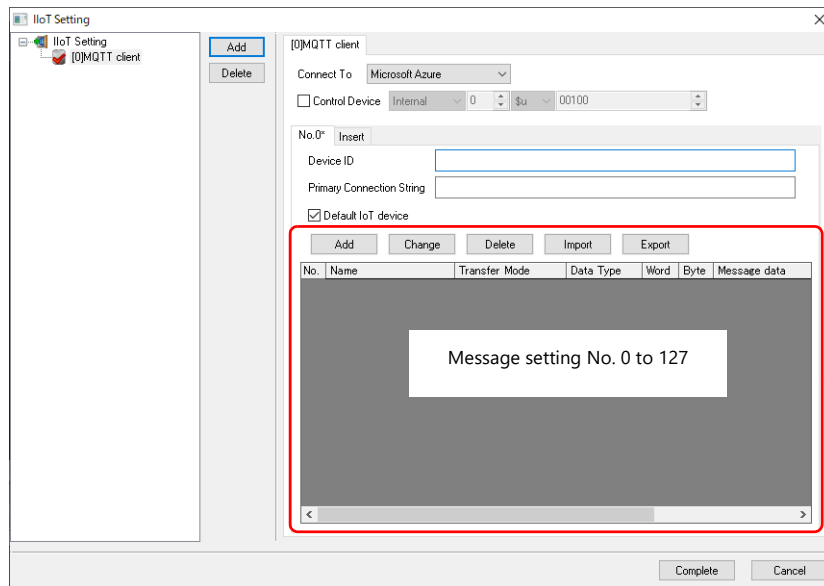 IIoT Setting
IIoT Setting
[0]MQTT client
Add
Delete
[0]MQTT client
Connect To Microsoft Azure
Control Device Internal 0 $u 00100
No.0* Insert
Device ID
Primary Connection String
Default IoT device
Add Change Delete Import Export
No. Name Transfer Mode Data Type Word Byte Message data
Message setting No. 0 to 127
Complete Cancel